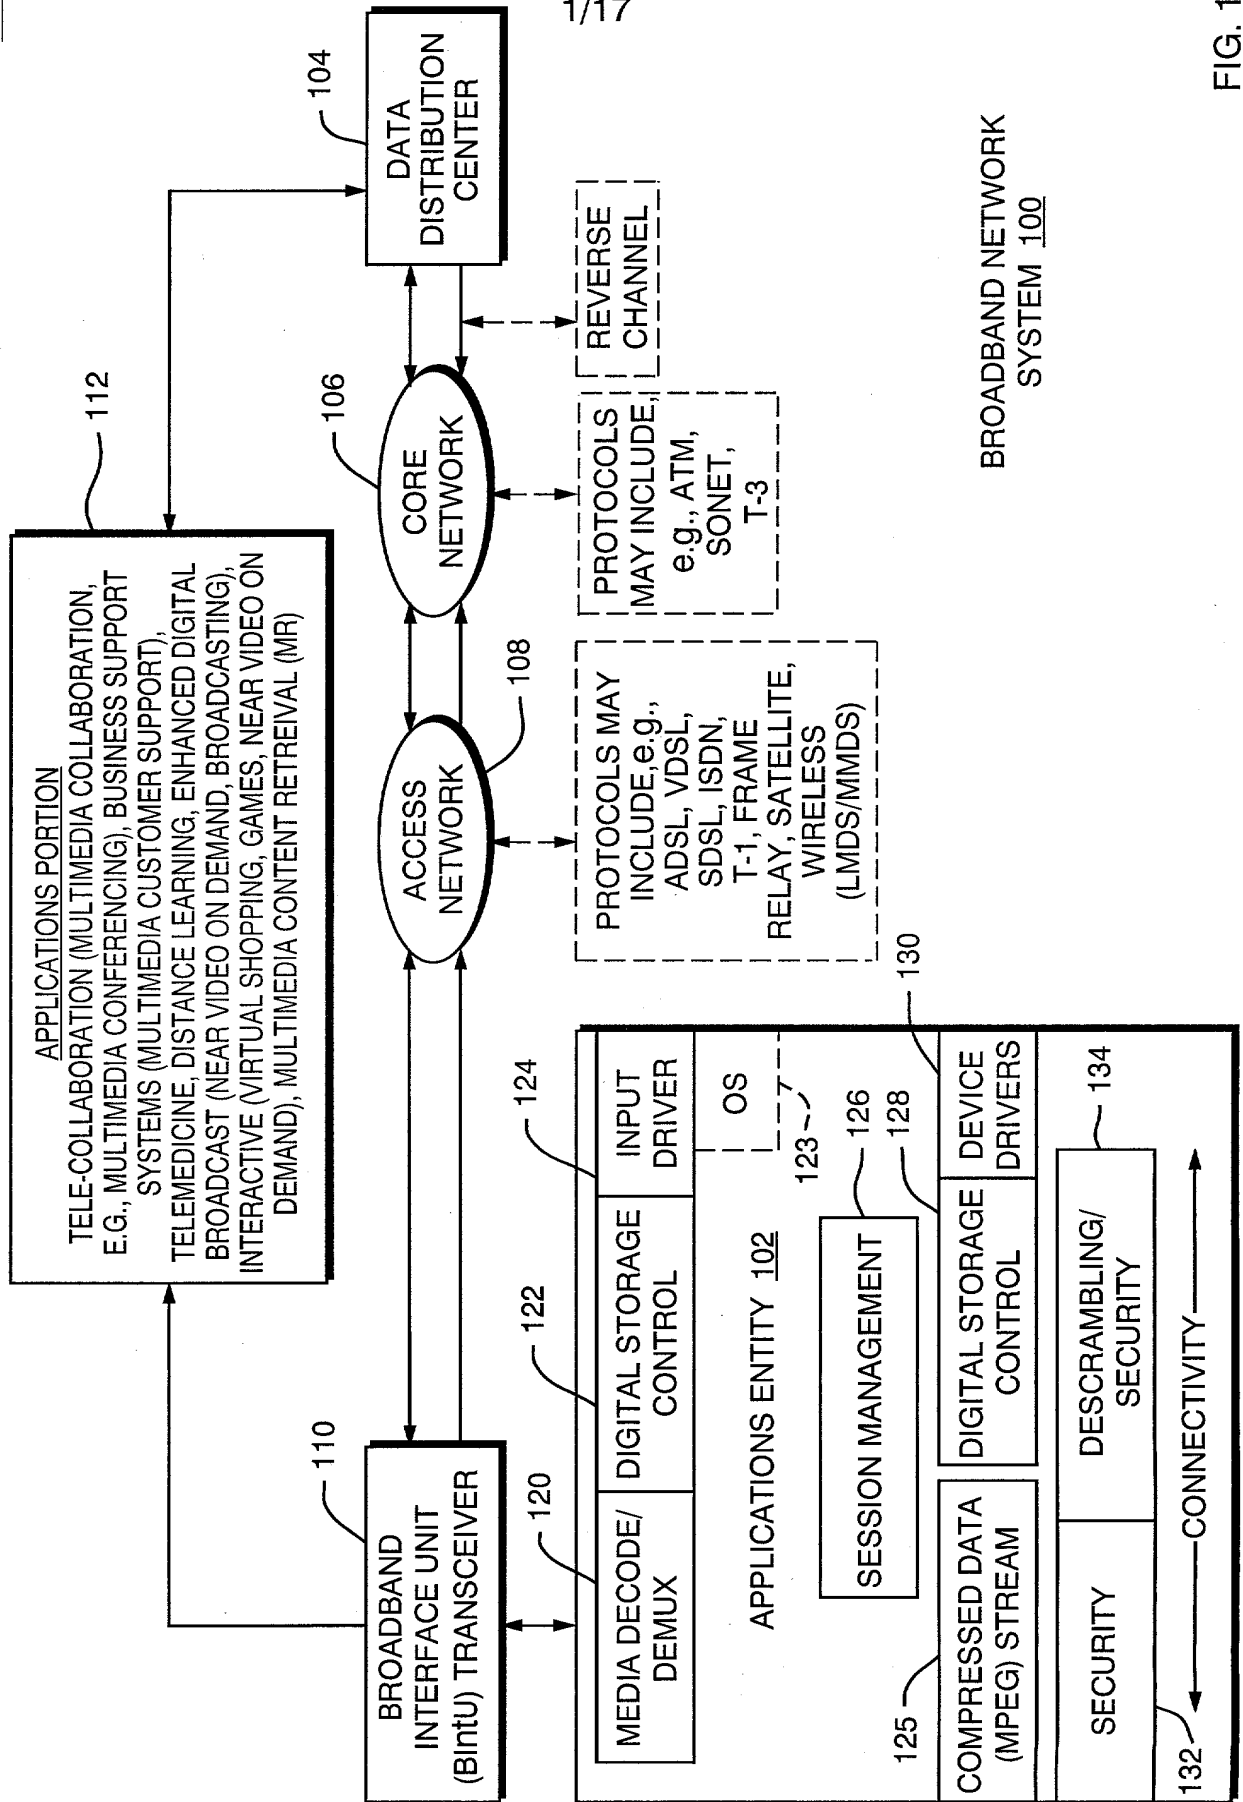 1/17
APPLICATIONS PORTION
TELE-COLLABORATION (MULTIMEDIA COLLABORATION,
E.G., MULTIMEDIA CONFERENCING), BUSINESS SUPPORT
SYSTEMS (MULTIMEDIA CUSTOMER SUPPORT),
TELEMEDICINE, DISTANCE LEARNING, ENHANCED DIGITAL
BROADCAST (NEAR VIDEO ON DEMAND, BROADCASTING),
INTERACTIVE (VIRTUAL SHOPPING, GAMES, NEAR VIDEO ON
DEMAND), MULTIMEDIA CONTENT RETREIVAL (MR)
112
110
BROADBAND
INTERFACE UNIT
(BIntU) TRANSCEIVER
ACCESS
NETWORK
108
CORE
NETWORK
106
DATA
DISTRIBUTION
CENTER
104
PROTOCOLS MAY
INCLUDE,e.g.,
ADSL, VDSL,
SDSL, ISDN,
T-1, FRAME
RELAY, SATELLITE,
WIRELESS
(LMDS/MMDS)
PROTOCOLS
MAY INCLUDE,
e.g., ATM,
SONET,
T-3
REVERSE
CHANNEL
120
122
124
MEDIA DECODE/
DEMUX
DIGITAL STORAGE
CONTROL
INPUT
DRIVER
OS
123
APPLICATIONS ENTITY 102
126
SESSION MANAGEMENT
125
128
130
COMPRESSED DATA
(MPEG) STREAM
DIGITAL STORAGE
CONTROL
DEVICE
DRIVERS
SECURITY
132
DESCRAMBLING/
SECURITY
134
CONNECTIVITY
BROADBAND NETWORK
SYSTEM 100
FIG. 1